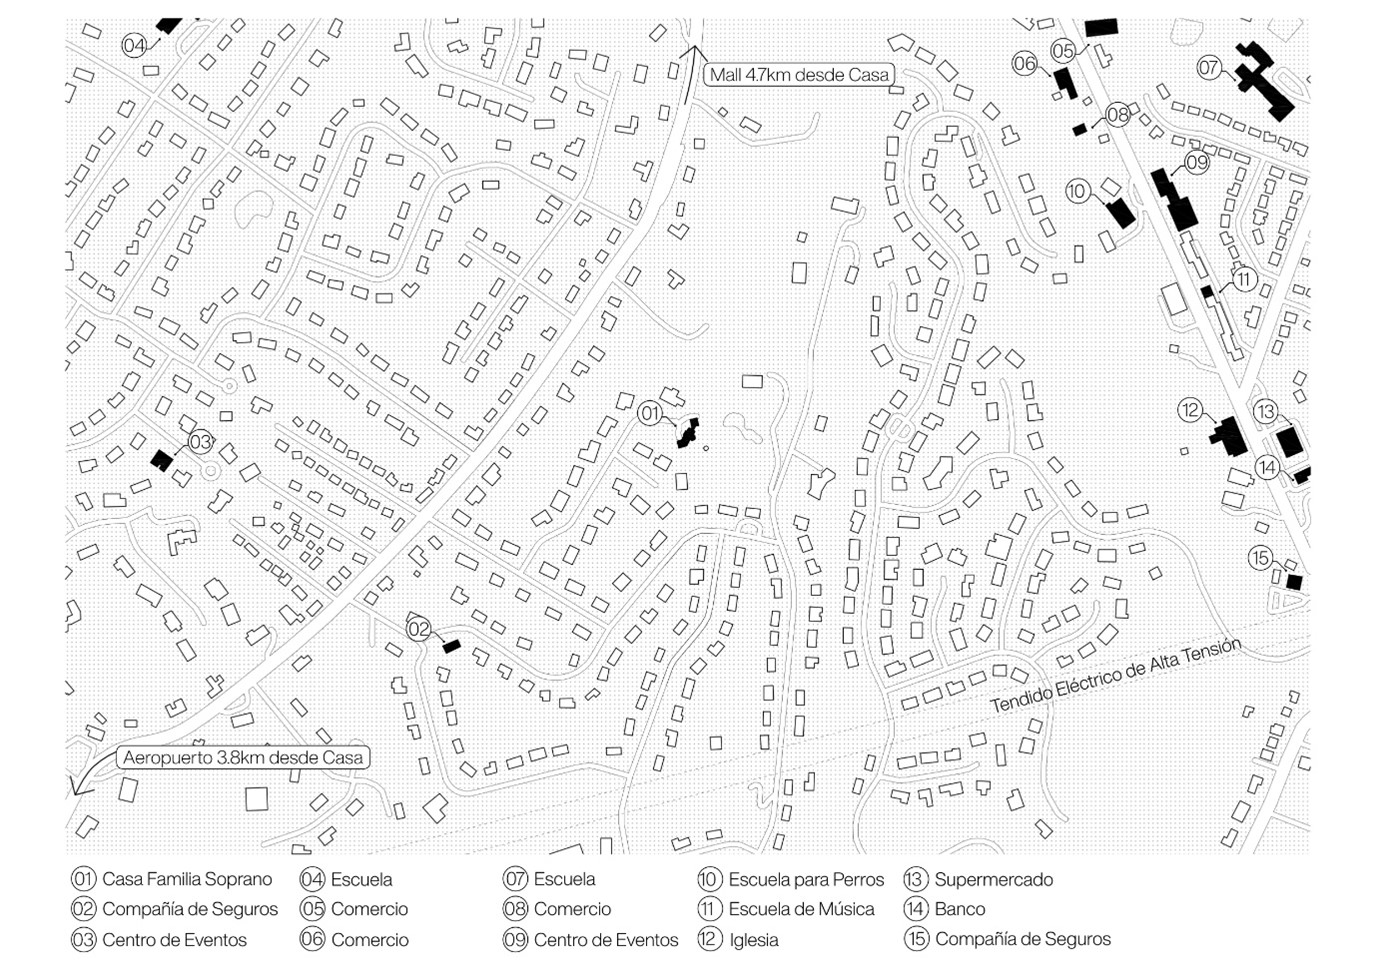 04
05
06
07
Mall 4.7km desde Casa
08
09
10
11
01
12
13
03
14
15
02
Tendido Eléctrico de Alta Tensión
Aeropuerto 3.8km desde Casa
01 Casa Familia Soprano
02 Compañía de Seguros
03 Centro de Eventos
04 Escuela
05 Comercio
06 Comercio
07 Escuela
08 Comercio
09 Centro de Eventos
10 Escuela para Perros
11 Escuela de Música
12 Iglesia
13 Supermercado
14 Banco
15 Compañía de Seguros